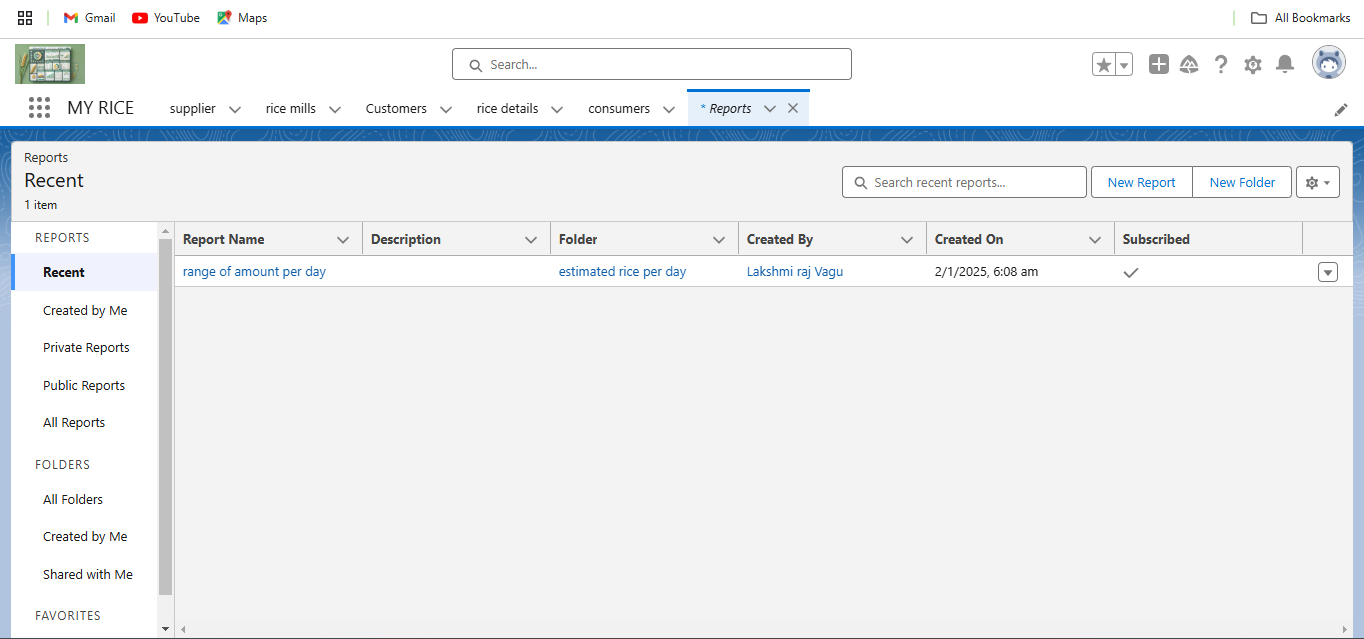 Gmail YouTube Maps All Bookmarks
Search...
MY RICE supplier rice mills Customers rice details consumers * Reports
Reports
Recent
1 item
Search recent reports...
New Report New Folder
REPORTS
Recent
Created by Me
Private Reports
Public Reports
All Reports
FOLDERS
All Folders
Created by Me
Shared with Me
FAVORITES
Report Name Description Folder Created By Created On Subscribed
range of amount per day estimated rice per day Lakshmi raj Vagu 2/1/2025, 6:08 am